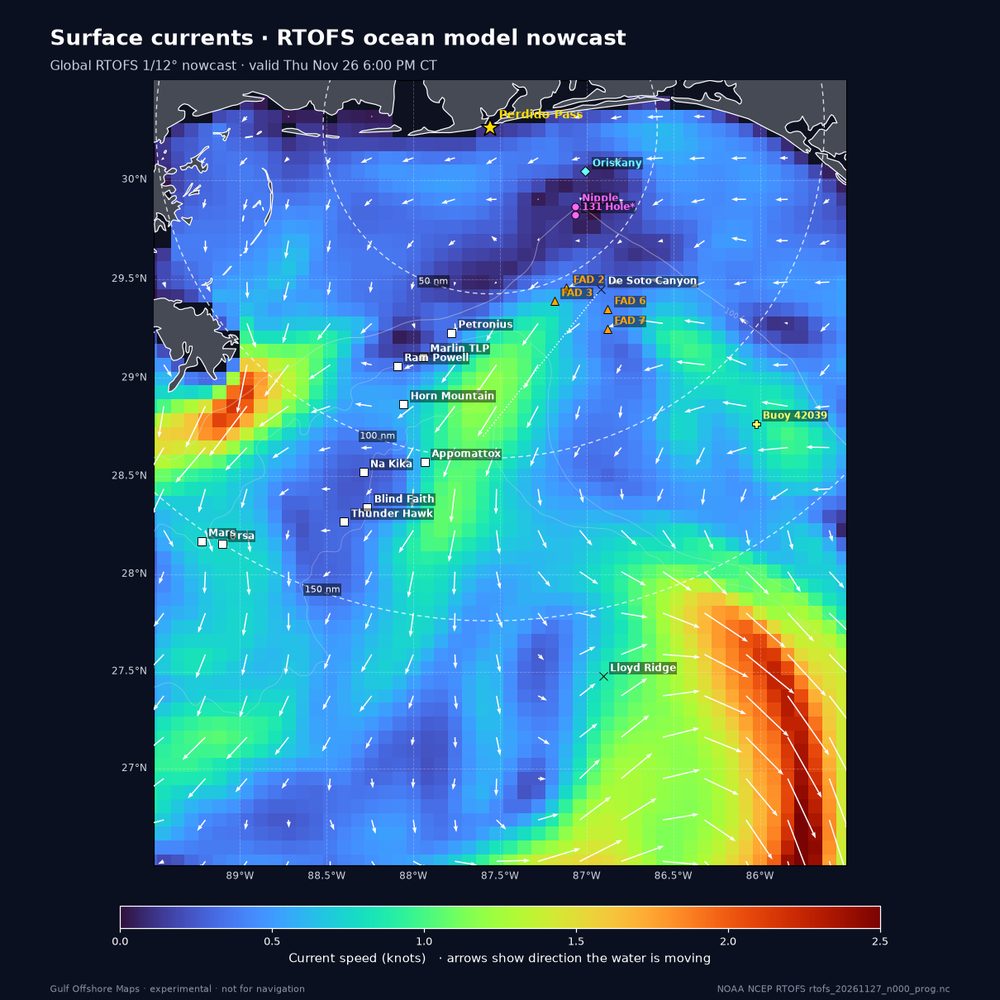 Surface currents · RTOFS ocean model nowcast
Global RTOFS 1/12° nowcast · valid Thu Nov 26 6:00 PM CT
Perdido Pass
Oriskany
30°N
Nipple
131 Hole*
29.5°N
50 nm
FAD 2
De Soto Canyon
FAD 3
FAD 6
FAD 7
100
Petronius
Marlin TLP
Ram Powell
29°N
Horn Mountain
Buoy 42039
100 nm
Appomattox
28.5°N
Na Kika
Blind Faith
Thunder Hawk
Mars
Ursa
28°N
150 nm
27.5°N
Lloyd Ridge
27°N
89°W 88.5°W 88°W 87.5°W 87°W 86.5°W 86°W
0.0 0.5 1.0 1.5 2.0 2.5
Current speed (knots) · arrows show direction the water is moving
Gulf Offshore Maps · experimental · not for navigation
NOAA NCEP RTOFS rtofs_20261127_n000_prog.nc